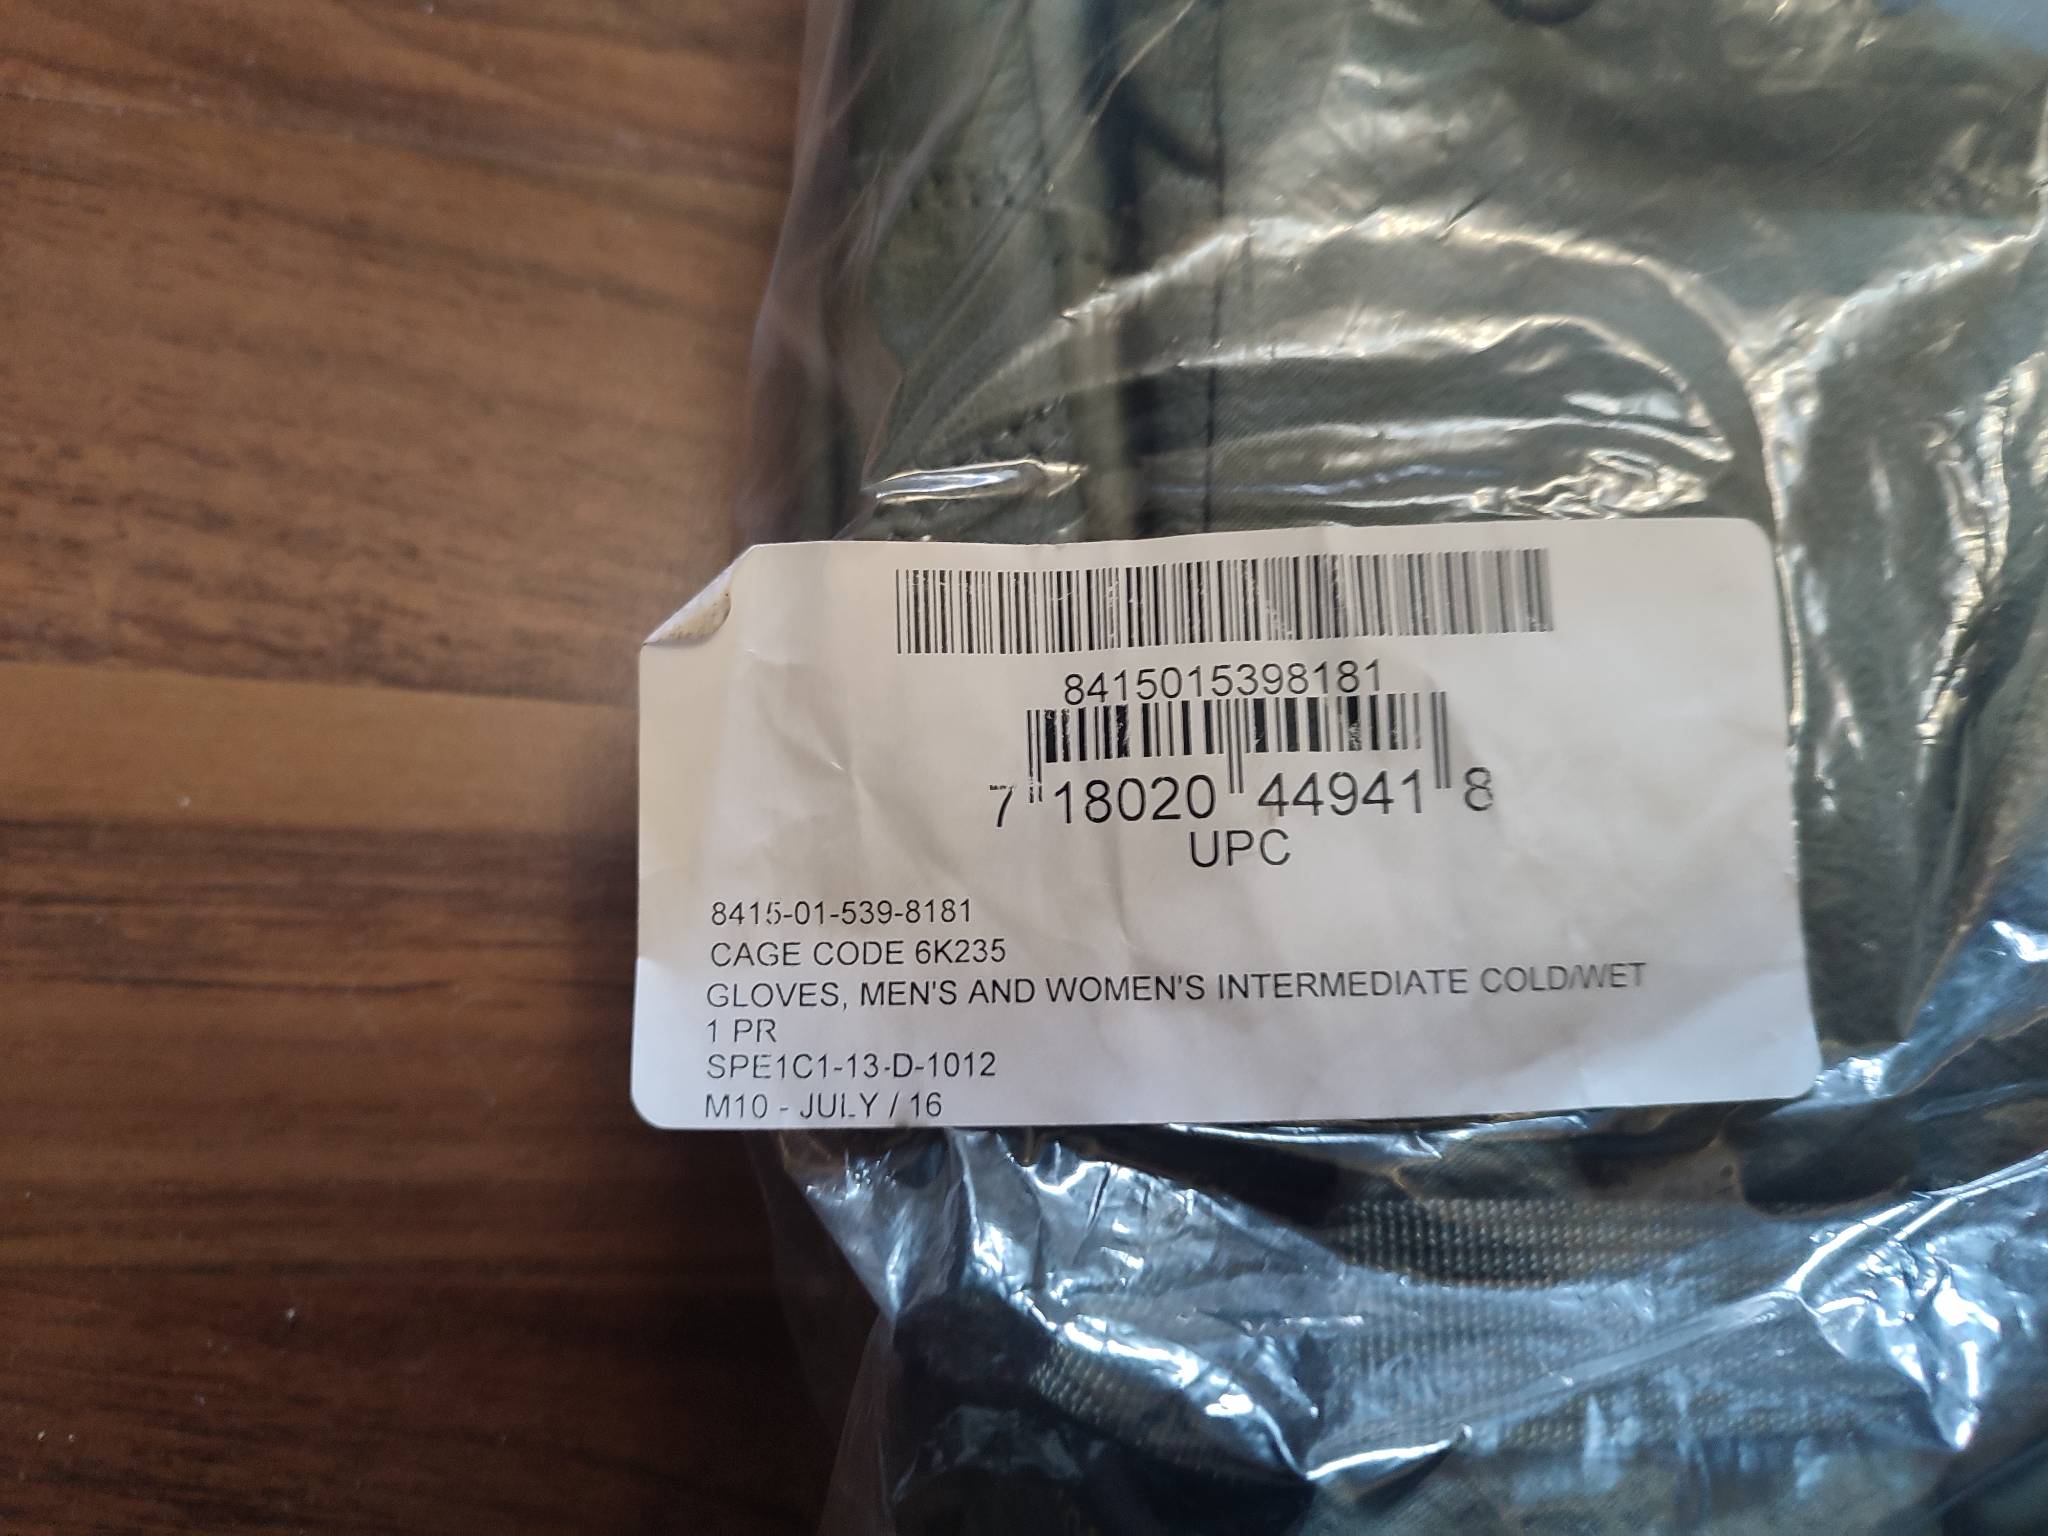 8415015398181
7 18020 44941 8
UPC
8415-01-539-8181
CAGE CODE 6K235
GLOVES, MEN'S AND WOMEN'S INTERMEDIATE COLD/WET
1 PR
SPE1C1-13-D-1012
M10 - JULY / 16